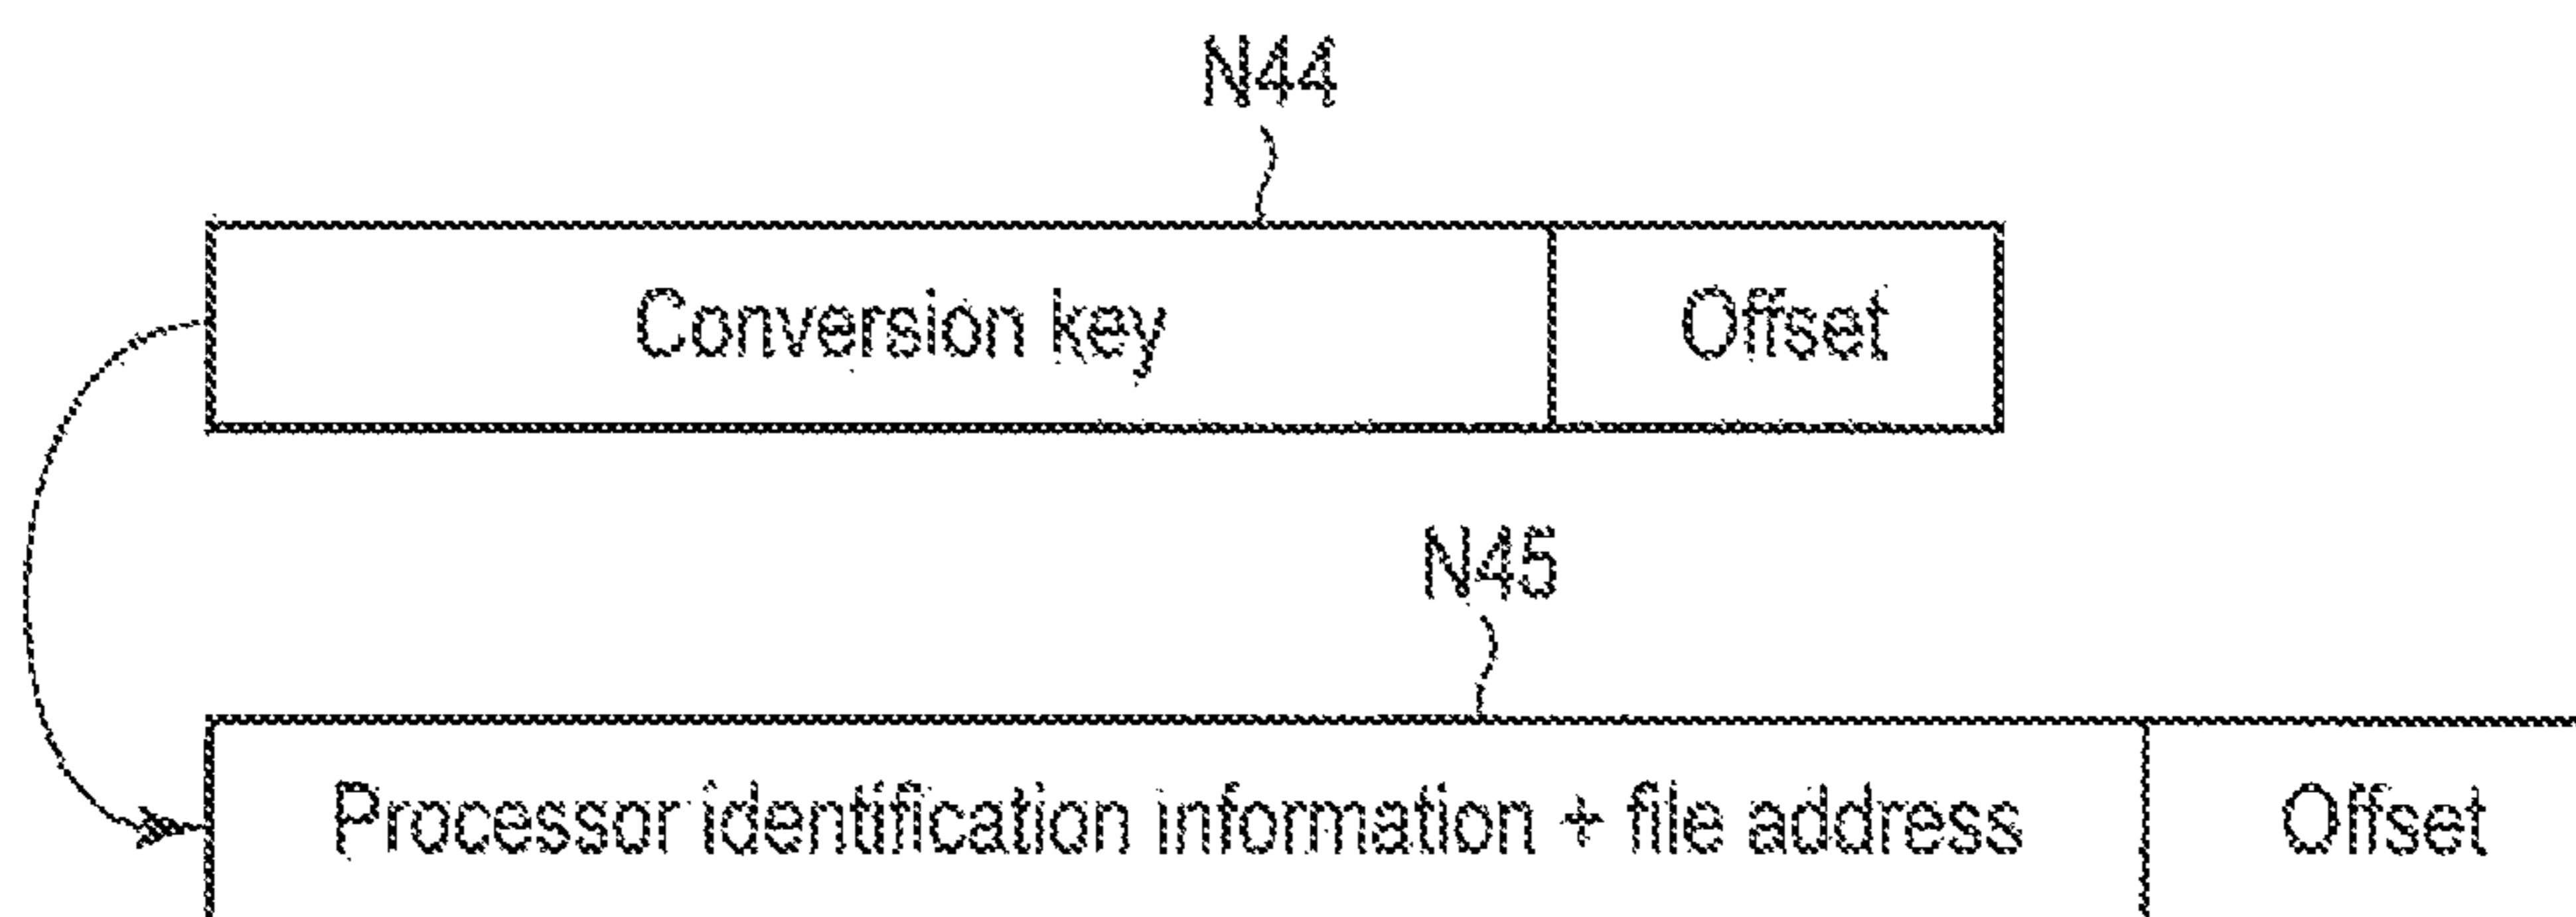 N44
Conversion key Offset
N45
Processor identification information + file address Offset